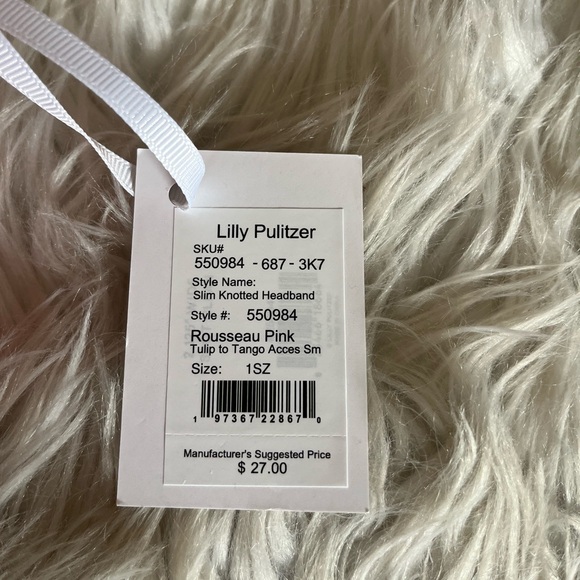 Lilly Pulitzer
SKU#
550984 - 687 - 3K7
Style Name:
Slim Knotted Headband
Style #: 550984
Rousseau Pink
Tulip to Tango Acces Sm
Size: 1SZ
1 97367 22867 0
Manufacturer's Suggested Price
$ 27.00